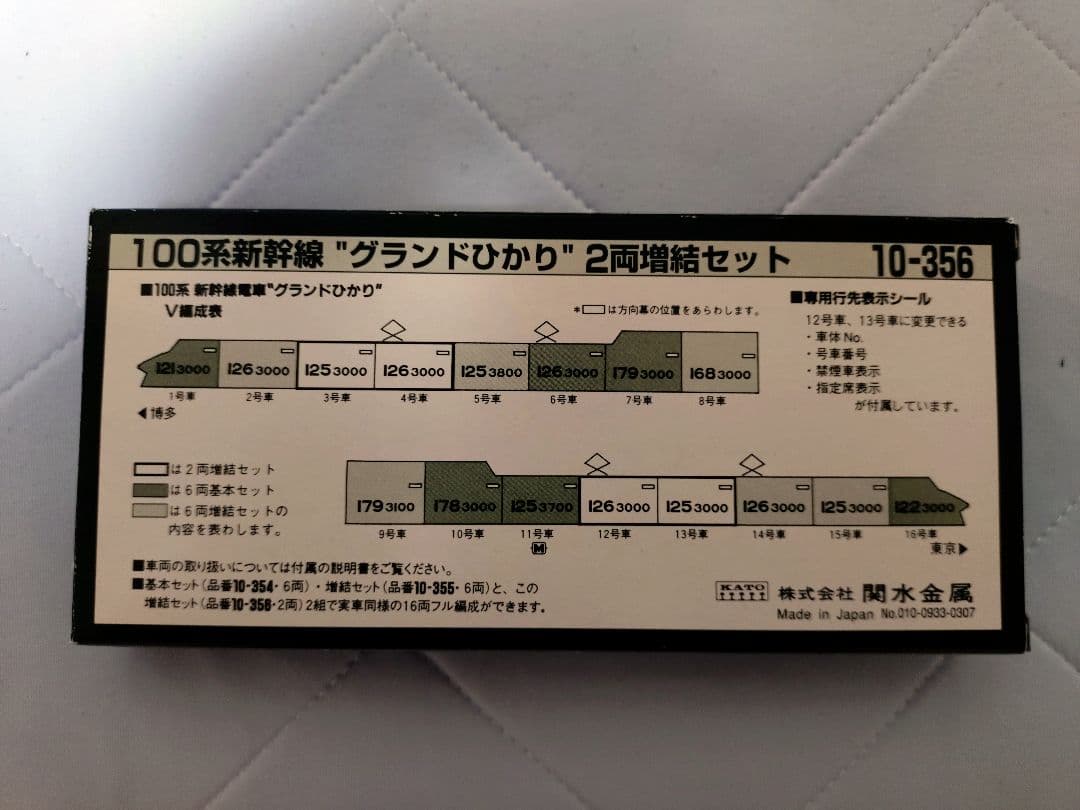 100系新幹線 "グランドひかり" 2両増結セット 10-356
■100系 新幹線電車"グランドひかり"
V編成表
*□は方向幕の位置をあらわします。
■専用行先表示シール
12号車、13号車に変更できる
・車体No.
・号車番号
・禁煙車表示
・指定席表示
が付属しています。
121 3000 126 3000 125 3000 126 3000 125 3800 126 3000 179 3000 168 3000
1号車 2号車 3号車 4号車 5号車 6号車 7号車 8号車
◀博多
は2両増結セット
は6両基本セット
は6両増結セットの
内容を表わします。
179 3100 178 3000 125 3700 126 3000 125 3000 126 3000 125 3000 122 3000
9号車 10号車 11号車 12号車 13号車 14号車 15号車 16号車
M
東京▶
■車両の取り扱いについては付属の説明書をご覧ください。
■基本セット(品番10-354・6両)・増結セット(品番10-355・6両)と、この
増結セット(品番10-356・2両)2組で実車同様の16両フル編成ができます。
KATO 株式会社 関水金属
Made in Japan No.010-0933-0307